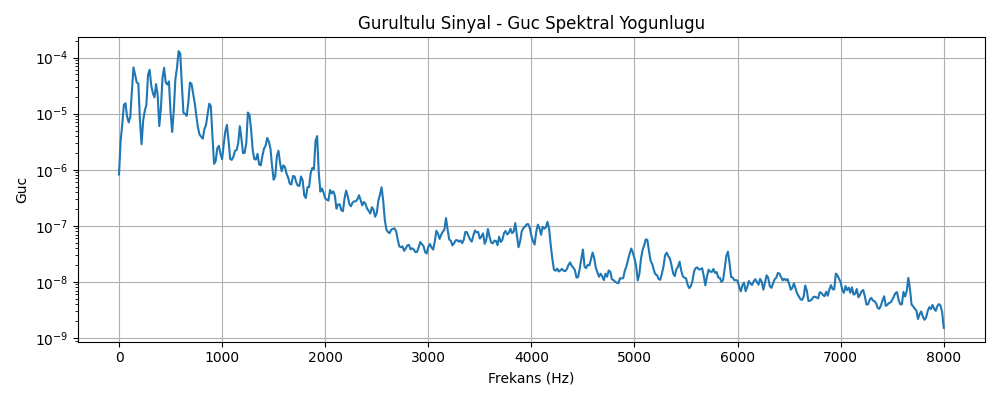 Gurultulu Sinyal - Guc Spektral Yogunlugu
Guc
10⁻⁴
10⁻⁵
10⁻⁶
10⁻⁷
10⁻⁸
10⁻⁹
0 1000 2000 3000 4000 5000 6000 7000 8000
Frekans (Hz)